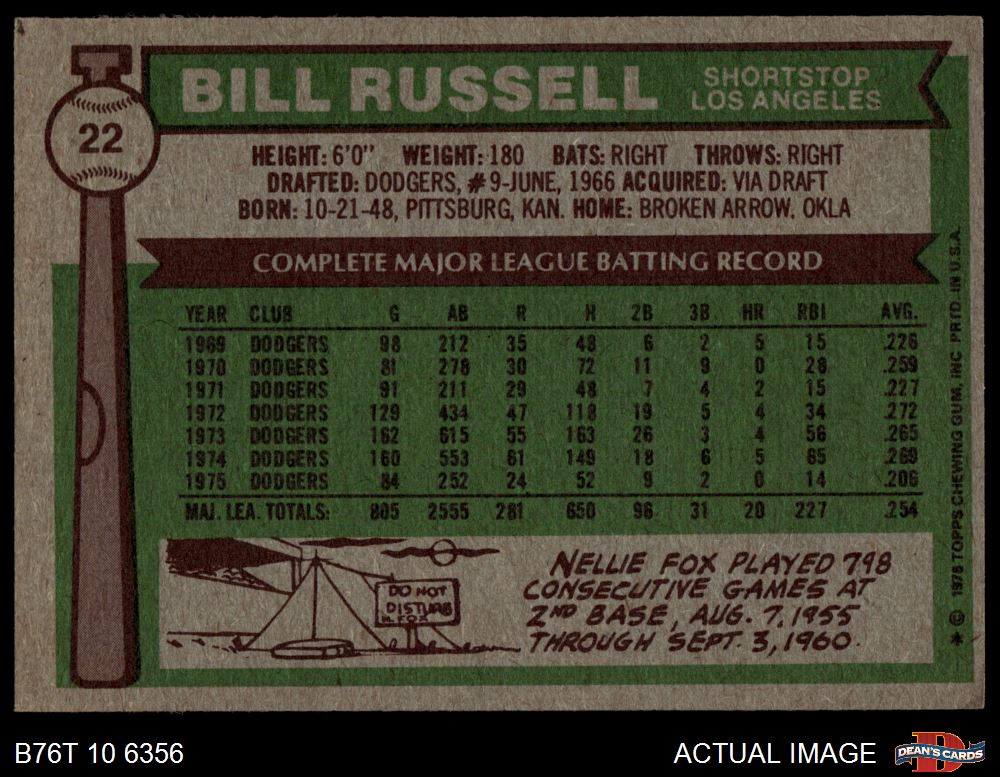 BILL RUSSELL
SHORTSTOP
LOS ANGELES
22
HEIGHT: 6'0" WEIGHT: 180 BATS: RIGHT THROWS: RIGHT
DRAFTED: DODGERS, #9-JUNE, 1966 ACQUIRED: VIA DRAFT
BORN: 10-21-48, PITTSBURG, KAN. HOME: BROKEN ARROW, OKLA
COMPLETE MAJOR LEAGUE BATTING RECORD
YEAR CLUB G AB R H 2B 3B HR RBI AVG.
1969 DODGERS 98 212 35 48 6 2 5 15 .226
1970 DODGERS 81 278 30 72 11 9 0 28 .259
1971 DODGERS 91 211 29 48 7 4 2 15 .227
1972 DODGERS 129 434 47 118 19 5 4 34 .272
1973 DODGERS 162 615 55 163 26 3 4 56 .265
1974 DODGERS 160 553 61 149 18 6 5 65 .269
1975 DODGERS 84 252 24 52 9 2 0 14 .206
MAJ. LEA. TOTALS: 805 2555 281 650 96 31 20 227 .254
DO NOT
DISTURB
N. FOX
NELLIE FOX PLAYED 798
CONSECUTIVE GAMES AT
2ND BASE, AUG. 7, 1955
THROUGH SEPT. 3, 1960.
* © 1976 TOPPS CHEWING GUM, INC. PRTD. IN U.S.A.
B76T 10 6356
ACTUAL IMAGE
D
DEAN'S CARDS